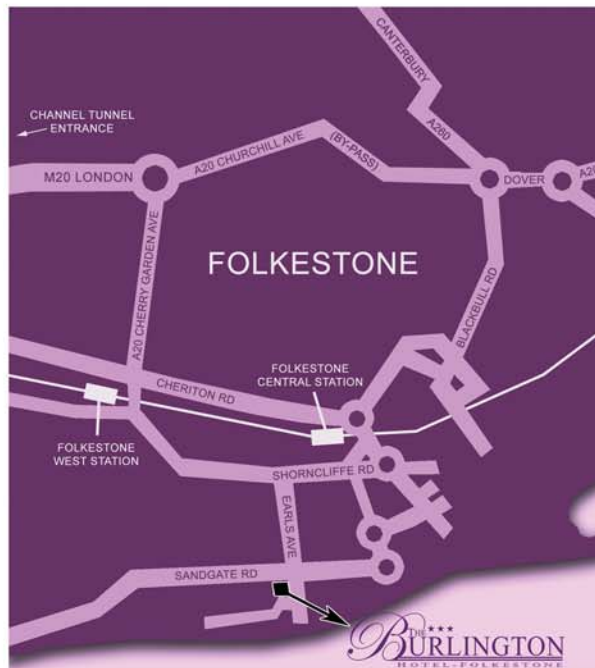 CANTERBURY
CHANNEL TUNNEL
ENTRANCE
A260
A20 CHURCHILL AVE
(BY-PASS)
M20 LONDON
DOVER
A20
FOLKESTONE
A20 CHERRY GARDEN AVE
BLACKBULL RD
FOLKESTONE
CENTRAL STATION
CHERITON RD
FOLKESTONE
WEST STATION
SHORNCLIFFE RD
EARLS AVE
SANDGATE RD
THE ★★★
BURLINGTON
HOTEL-FOLKESTONE